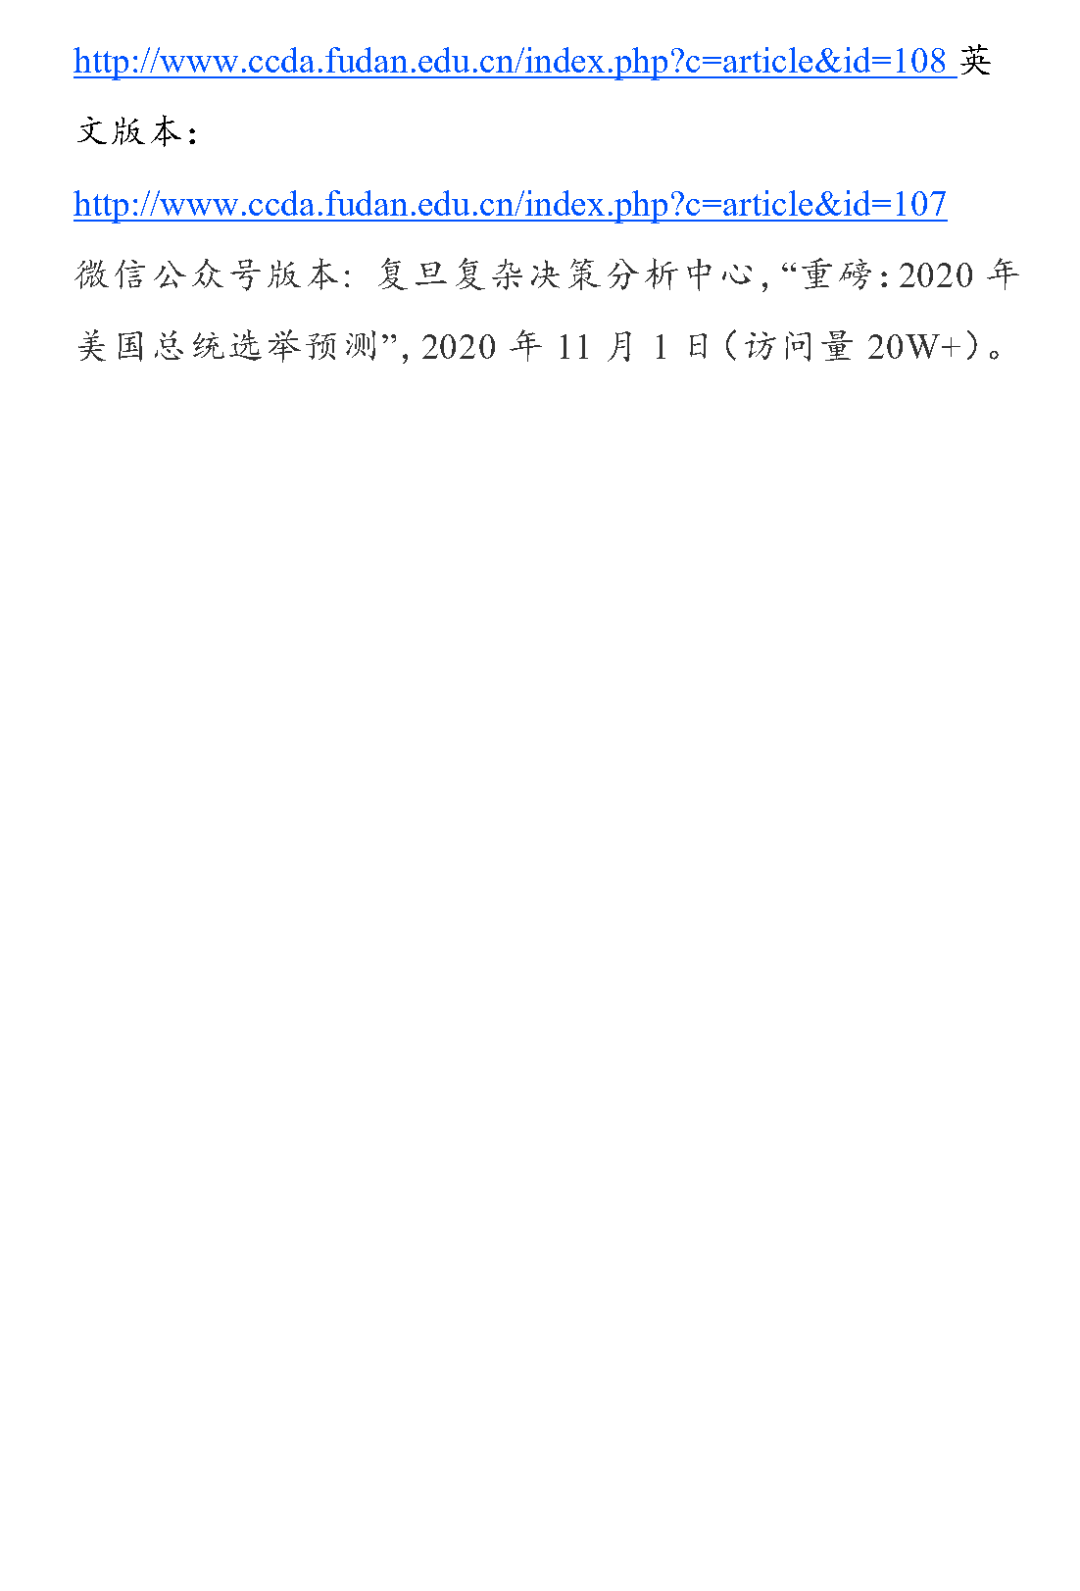 http://www.ccda.fudan.edu.cn/index.php?c=article&id=108 英
文版本：
http://www.ccda.fudan.edu.cn/index.php?c=article&id=107
微信公众号版本: 复旦复杂决策分析中心,“重磅:2020 年
美国总统选举预测”, 2020 年 11 月 1 日(访问量 20W+)。